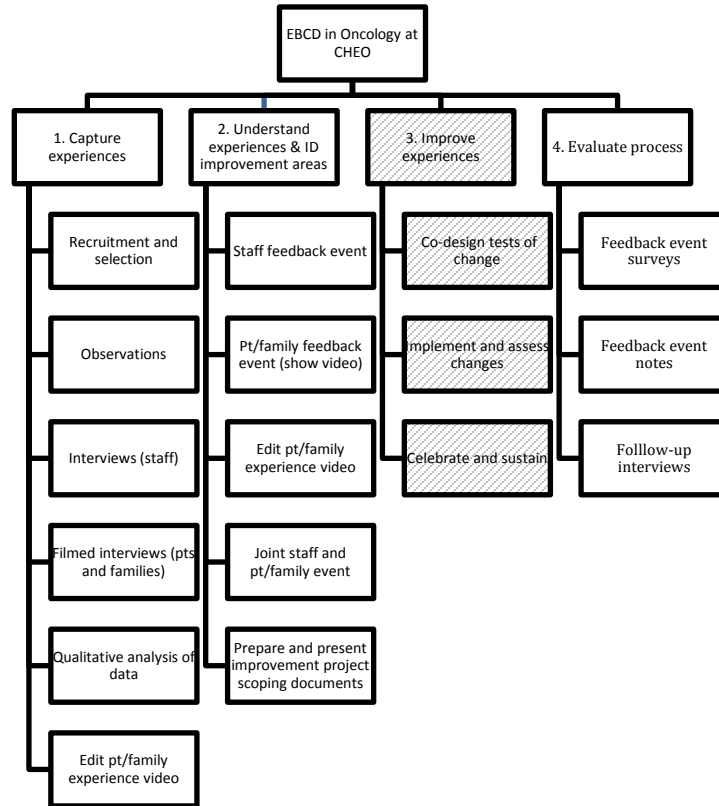 EBCD in Oncology at
CHEO
1. Capture
experiences
Recruitment and
selection
Observations
Interviews (staff)
Filmed interviews (pts
and families)
Qualitative analysis of
data
Edit pt/family
experience video
2. Understand
experiences & ID
improvement areas
Staff feedback event
Pt/family feedback
event (show video)
Edit pt/family
experience video
Joint staff and
pt/family event
Prepare and present
improvement project
scoping documents
3. Improve
experiences
Co-design tests of
change
Implement and assess
changes
Celebrate and sustain
4. Evaluate process
Feedback event
surveys
Feedback event
notes
Folllow-up
interviews